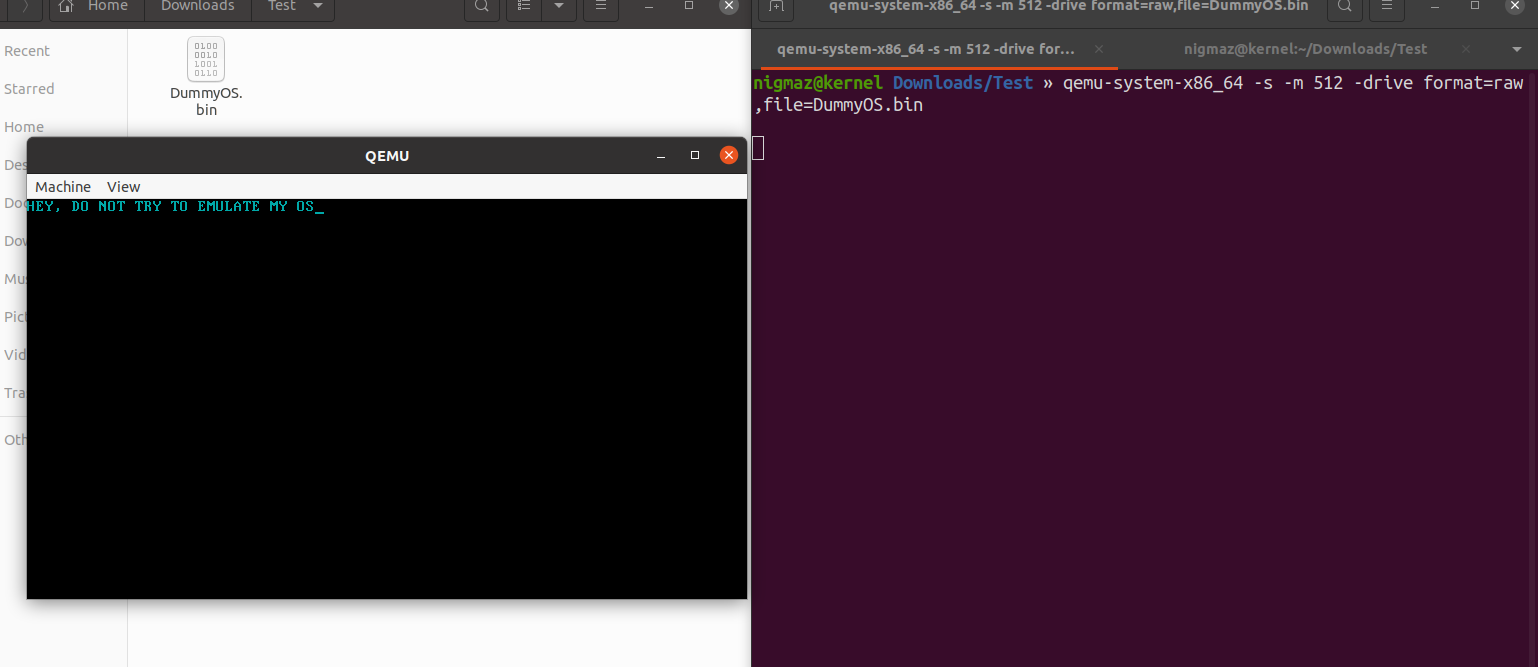 Home Downloads Test
Recent
Starred
Home
Des
Doc
Dow
Mus
Pict
Vid
Tra
Oth
0100
0010
1001
0110
DummyOS.
bin
QEMU
Machine View
HEY, DO NOT TRY TO EMULATE MY OS_
qemu-system-x86_64 -s -m 512 -drive format=raw,file=DummyOS.bin
qemu-system-x86_64 -s -m 512 -drive for...
nigmaz@kernel:~/Downloads/Test
nigmaz@kernel Downloads/Test » qemu-system-x86_64 -s -m 512 -drive format=raw
,file=DummyOS.bin